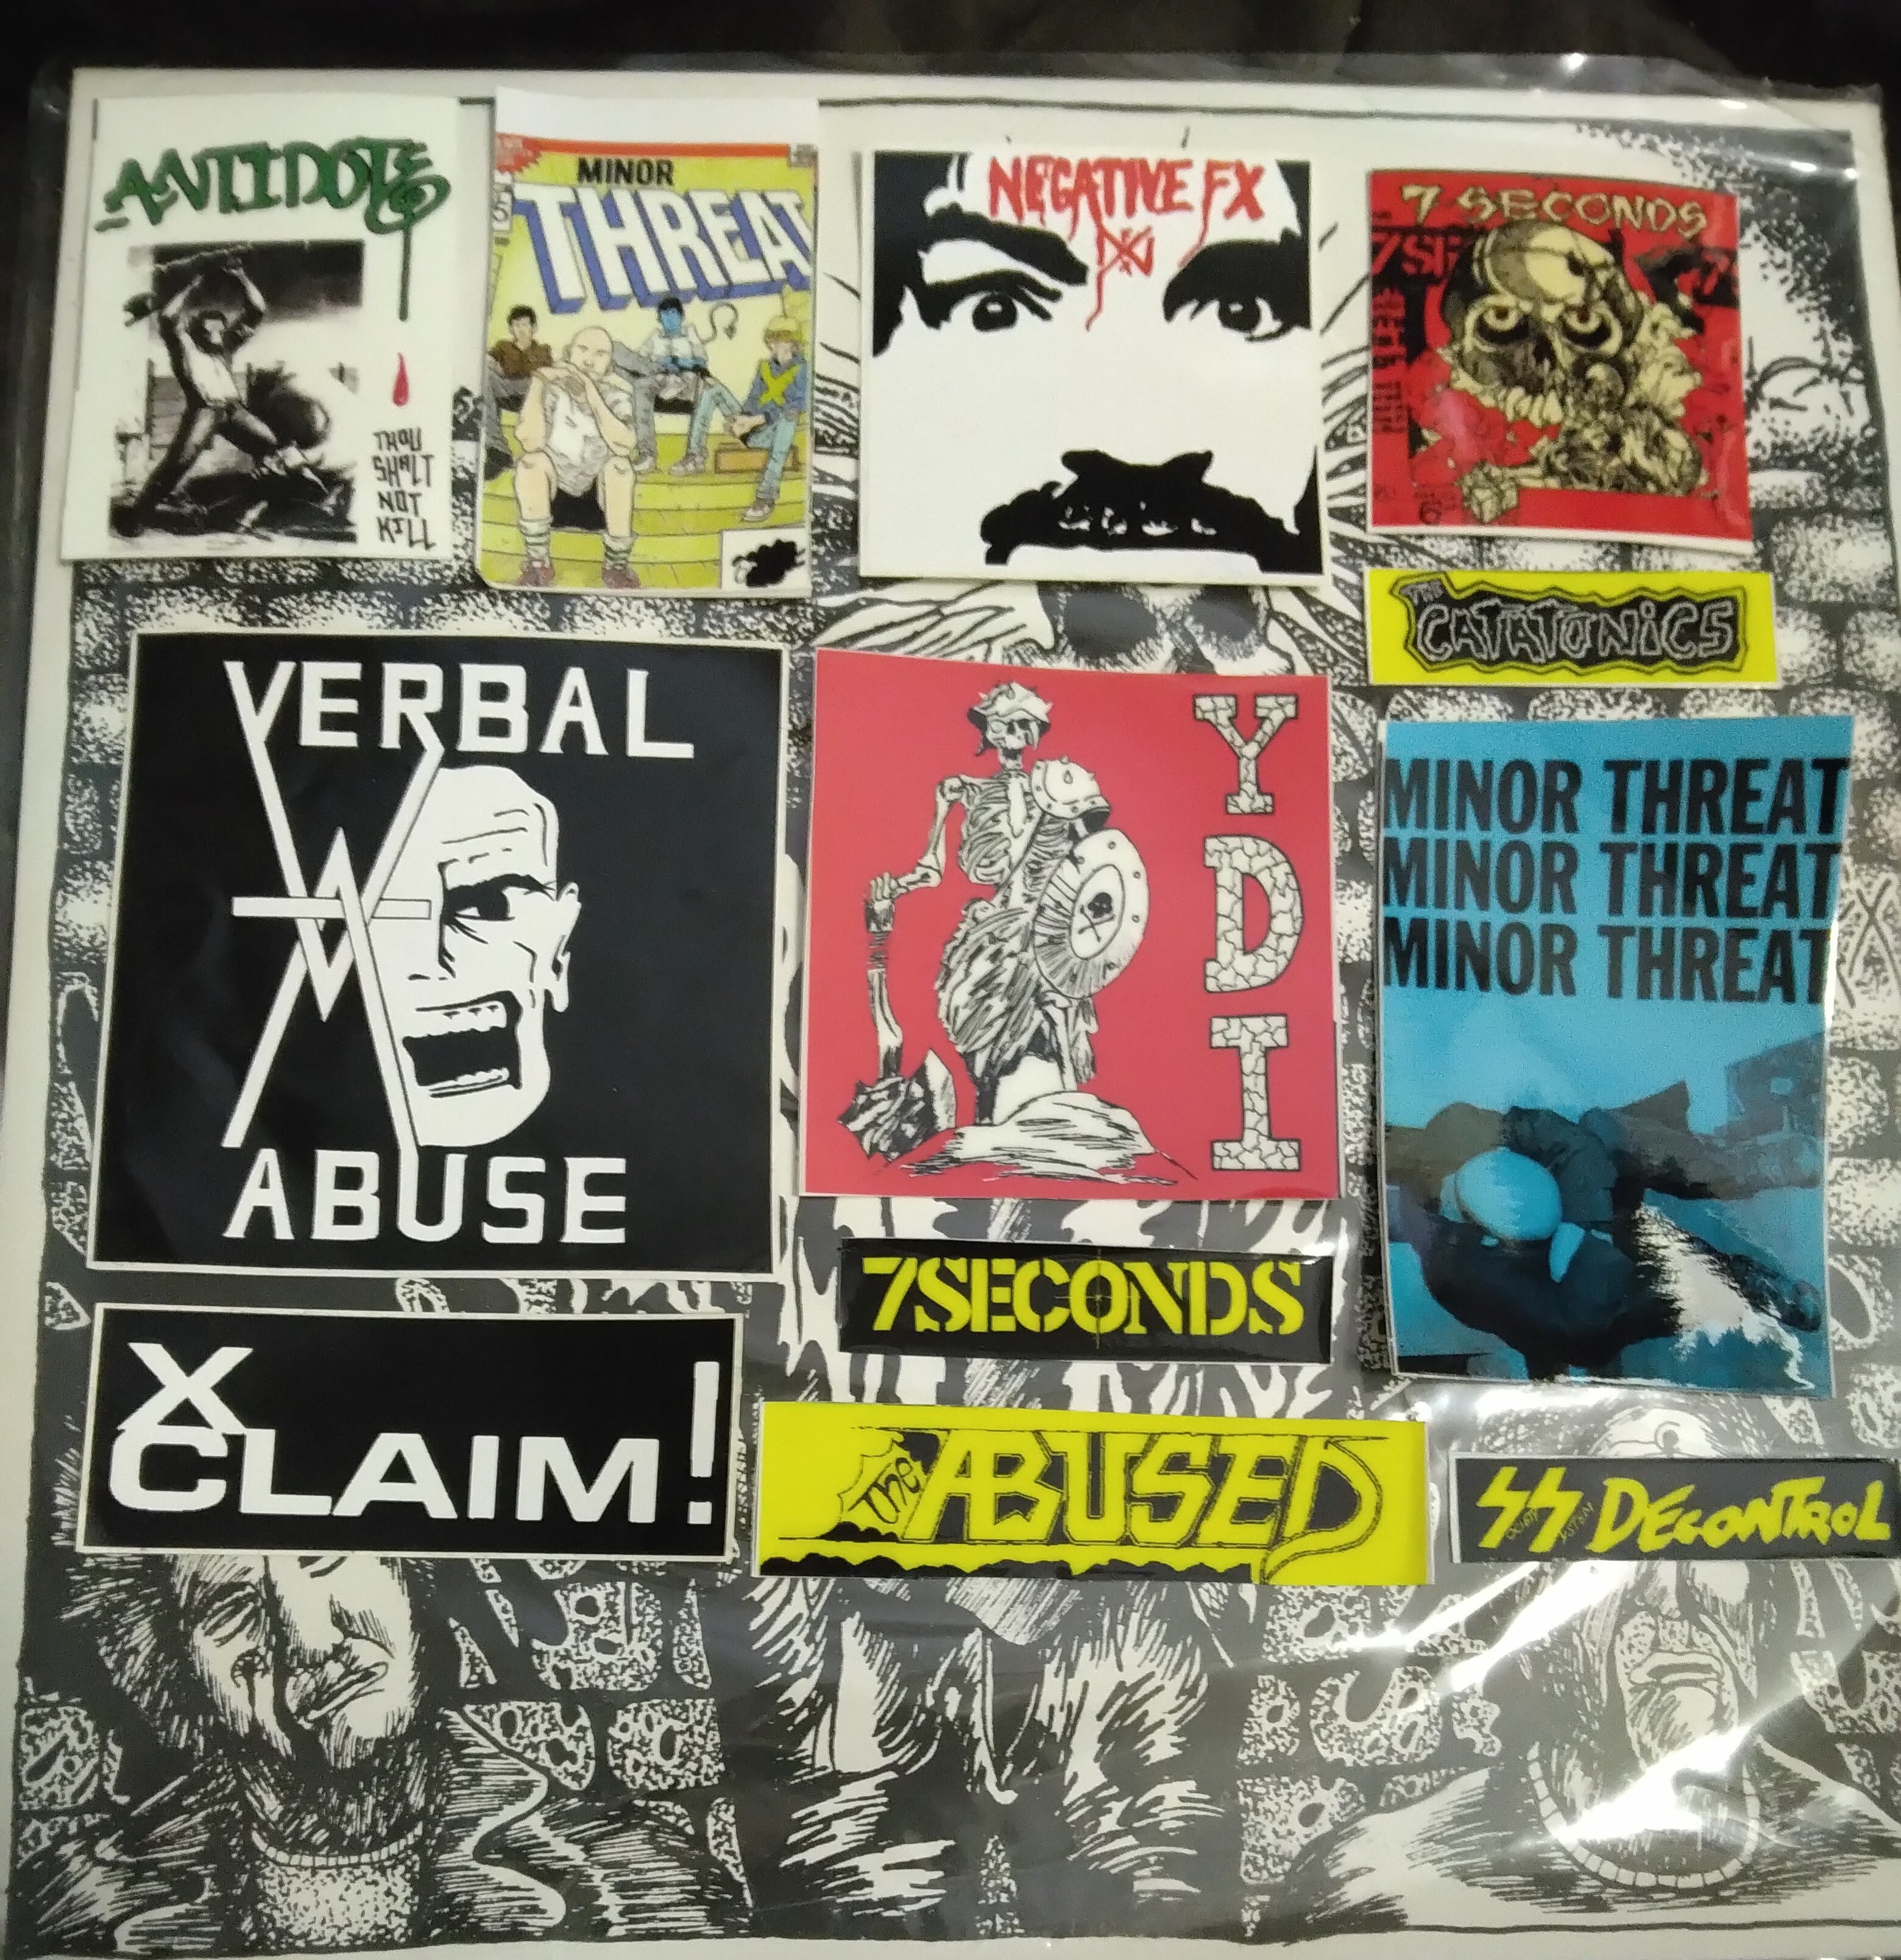 ANTIDOTE
THOU
SHALT
NOT
KILL
MINOR
THREAT
NEGATIVE FX
7 SECONDS
THE
CATATONICS
VERBAL
ABUSE
Y
D
I
MINOR THREAT
MINOR THREAT
MINOR THREAT
7SECONDS
X
CLAIM!
The ABUSED
SS DECONTROL